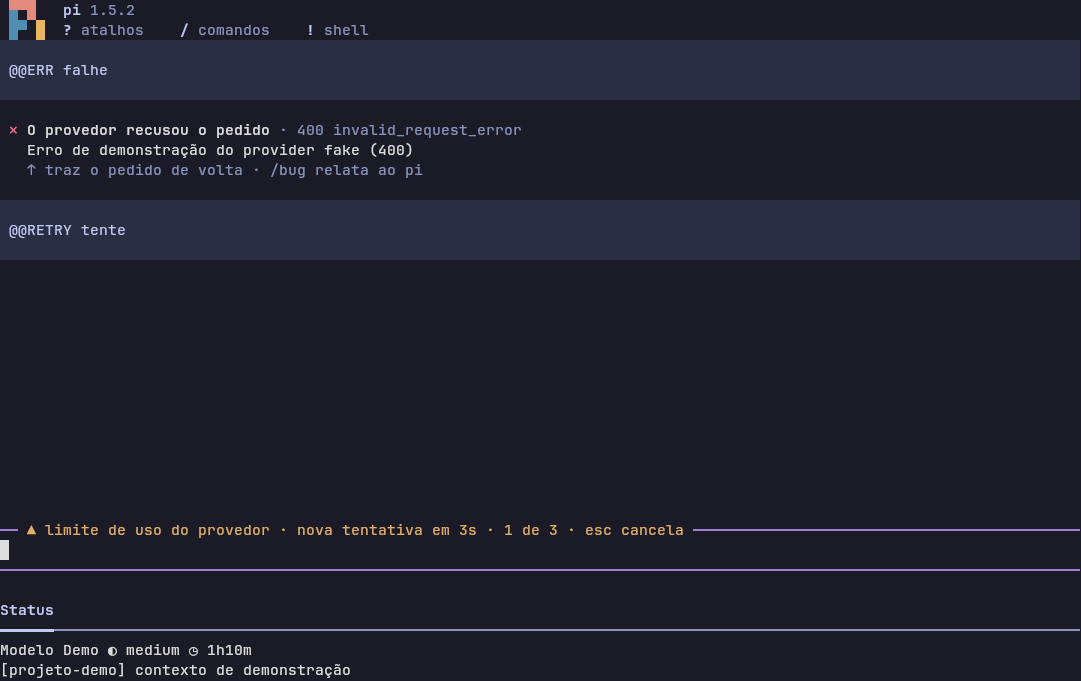 pi 1.5.2
? atalhos / comandos ! shell
@@ERR falhe
× O provedor recusou o pedido · 400 invalid_request_error
Erro de demonstração do provider fake (400)
↑ traz o pedido de volta · /bug relata ao pi
@@RETRY tente
▲ limite de uso do provedor · nova tentativa em 3s · 1 de 3 · esc cancela
Status
Modelo Demo ◐ medium ◷ 1h10m
[projeto-demo] contexto de demonstração